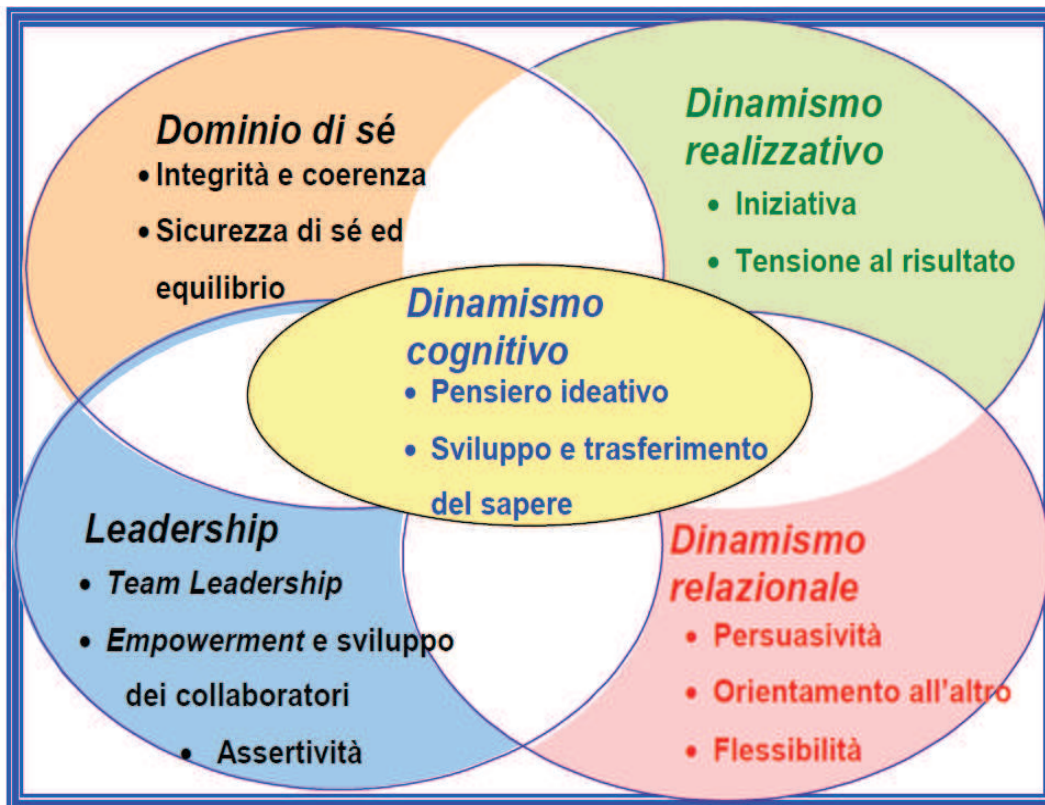 Dominio di sé
• Integrità e coerenza
• Sicurezza di sé ed
equilibrio
Dinamismo
realizzativo
• Iniziativa
• Tensione al risultato
Dinamismo
cognitivo
• Pensiero ideativo
• Sviluppo e trasferimento
del sapere
Leadership
• Team Leadership
• Empowerment e sviluppo
dei collaboratori
• Assertività
Dinamismo
relazionale
• Persuasività
• Orientamento all'altro
• Flessibilità